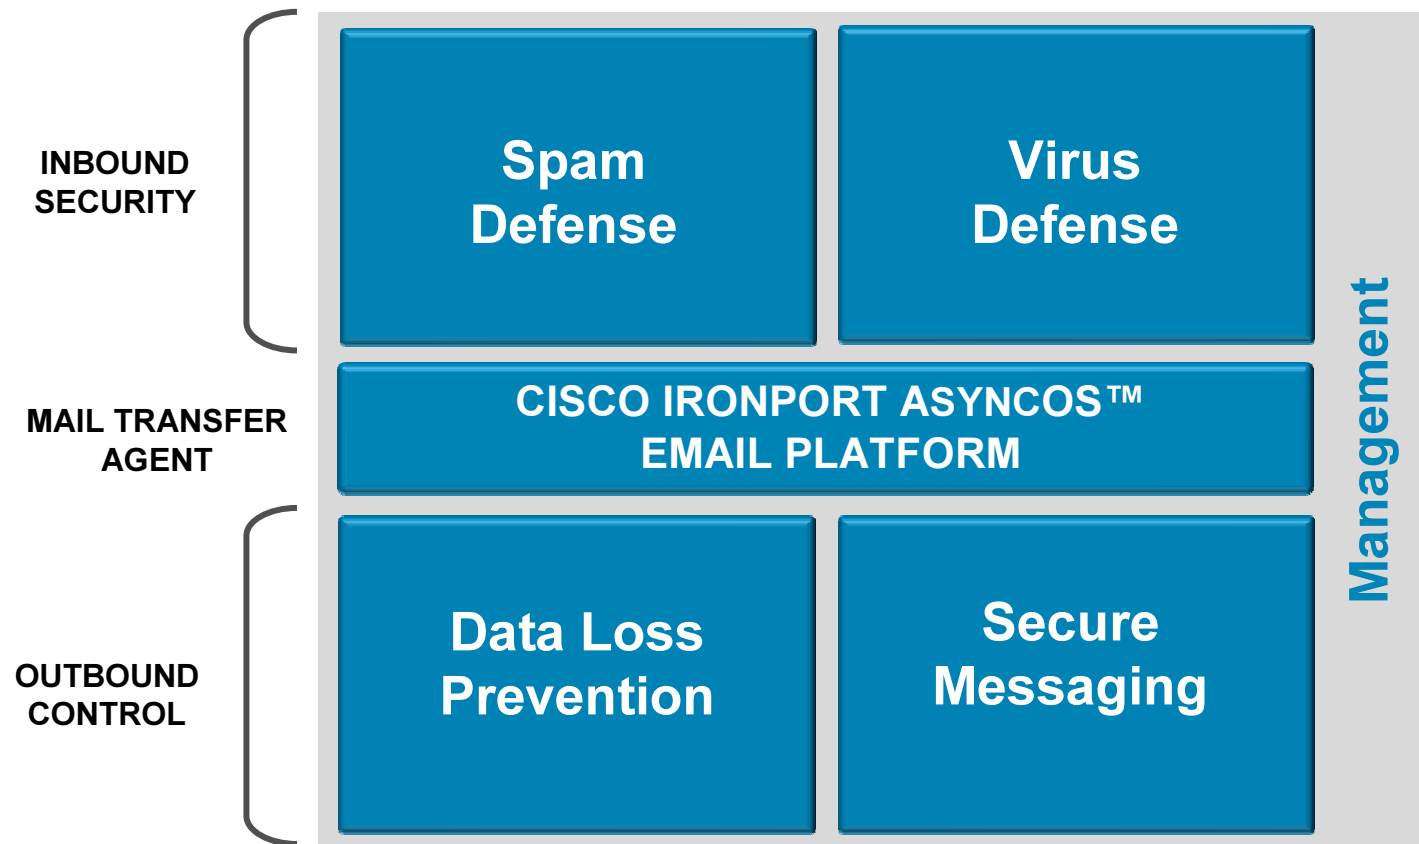 INBOUND
SECURITY
Spam
Defense
Virus
Defense
MAIL TRANSFER
AGENT
CISCO IRONPORT ASYNCOS™
EMAIL PLATFORM
Management
OUTBOUND
CONTROL
Data Loss
Prevention
Secure
Messaging